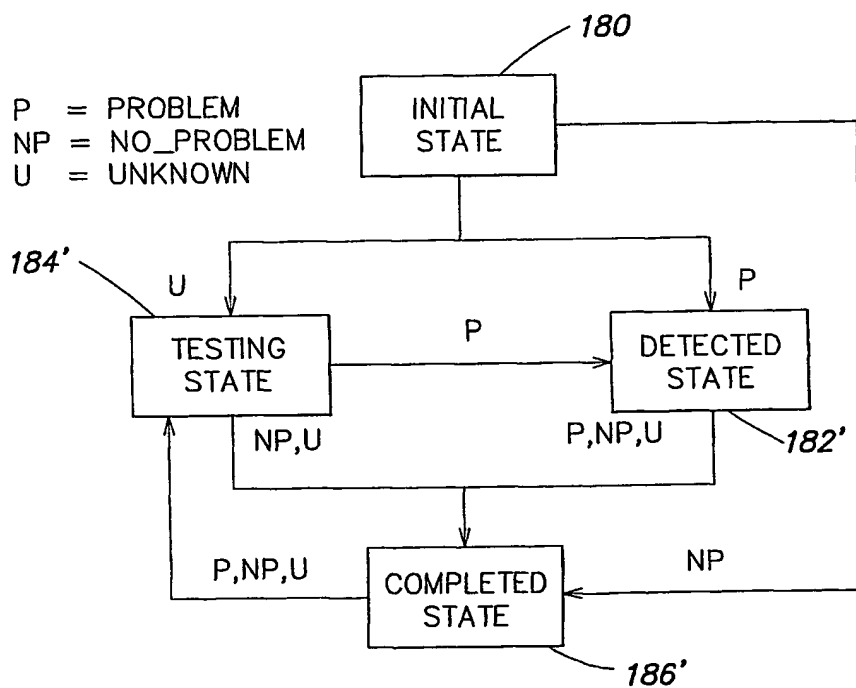 180
P = PROBLEM
NP = NO_PROBLEM
U = UNKNOWN
INITIAL
STATE
184'
U
P
TESTING
STATE
P
DETECTED
STATE
NP,U
P,NP,U
182'
P,NP,U
COMPLETED
STATE
NP
186'